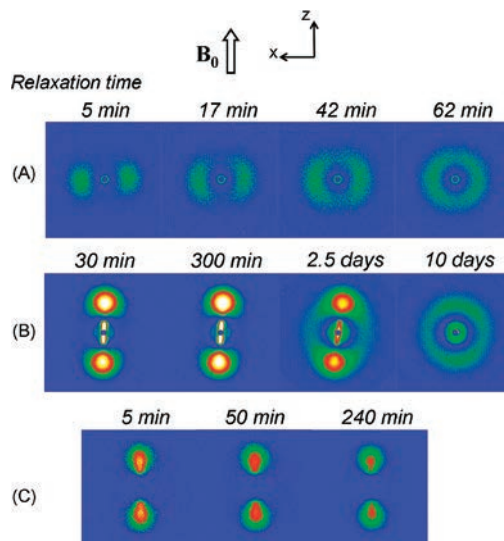 z
B₀
x
Relaxation time
5 min 17 min 42 min 62 min
(A)
30 min 300 min 2.5 days 10 days
(B)
5 min 50 min 240 min
(C)